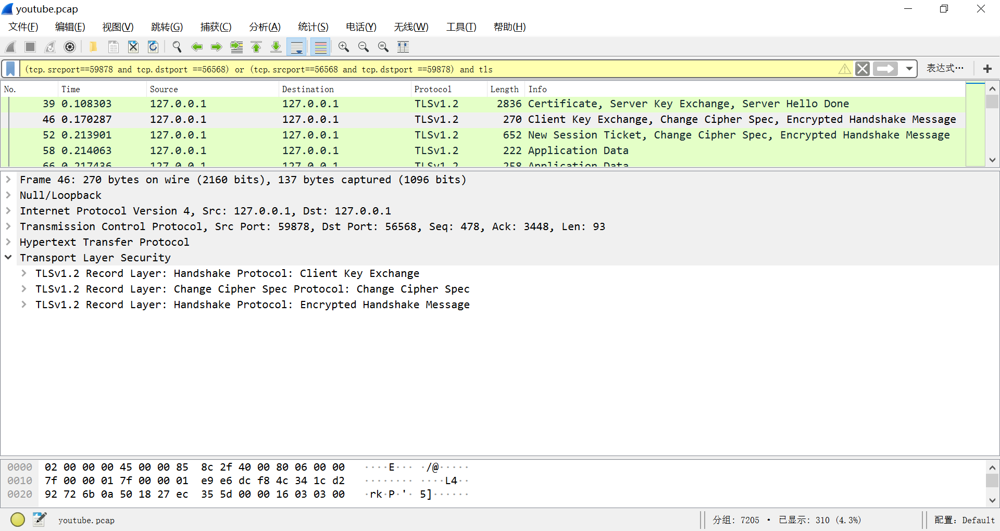 youtube.pcap
文件(F) 编辑(E) 视图(V) 跳转(G) 捕获(C) 分析(A) 统计(S) 电话(Y) 无线(W) 工具(T) 帮助(H)
(tcp.srcport==59878 and tcp.dstport ==56568) or (tcp.srcport==56568 and tcp.dstport ==59878) and tls 表达式…
No. Time Source Destination Protocol Length Info
39 0.108303 127.0.0.1 127.0.0.1 TLSv1.2 2836 Certificate, Server Key Exchange, Server Hello Done
46 0.170287 127.0.0.1 127.0.0.1 TLSv1.2 270 Client Key Exchange, Change Cipher Spec, Encrypted Handshake Message
52 0.213901 127.0.0.1 127.0.0.1 TLSv1.2 652 New Session Ticket, Change Cipher Spec, Encrypted Handshake Message
58 0.214063 127.0.0.1 127.0.0.1 TLSv1.2 222 Application Data
66 0.217436 127.0.0.1 127.0.0.1 TLSv1.2 258 Application Data
Frame 46: 270 bytes on wire (2160 bits), 137 bytes captured (1096 bits)
Null/Loopback
Internet Protocol Version 4, Src: 127.0.0.1, Dst: 127.0.0.1
Transmission Control Protocol, Src Port: 59878, Dst Port: 56568, Seq: 478, Ack: 3448, Len: 93
Hypertext Transfer Protocol
Transport Layer Security
TLSv1.2 Record Layer: Handshake Protocol: Client Key Exchange
TLSv1.2 Record Layer: Change Cipher Spec Protocol: Change Cipher Spec
TLSv1.2 Record Layer: Handshake Protocol: Encrypted Handshake Message
0000 02 00 00 00 45 00 00 85 8c 2f 40 00 80 06 00 00 ····E··· ·/@·····
0010 7f 00 00 01 7f 00 00 01 e9 e6 dc f8 4c 34 1c d2 ········ ····L4··
0020 92 72 6b 0a 50 18 27 ec 35 5d 00 00 16 03 03 00 ·rk·P·'· 5]······
youtube.pcap 分组: 7205 · 已显示: 310 (4.3%) 配置: Default